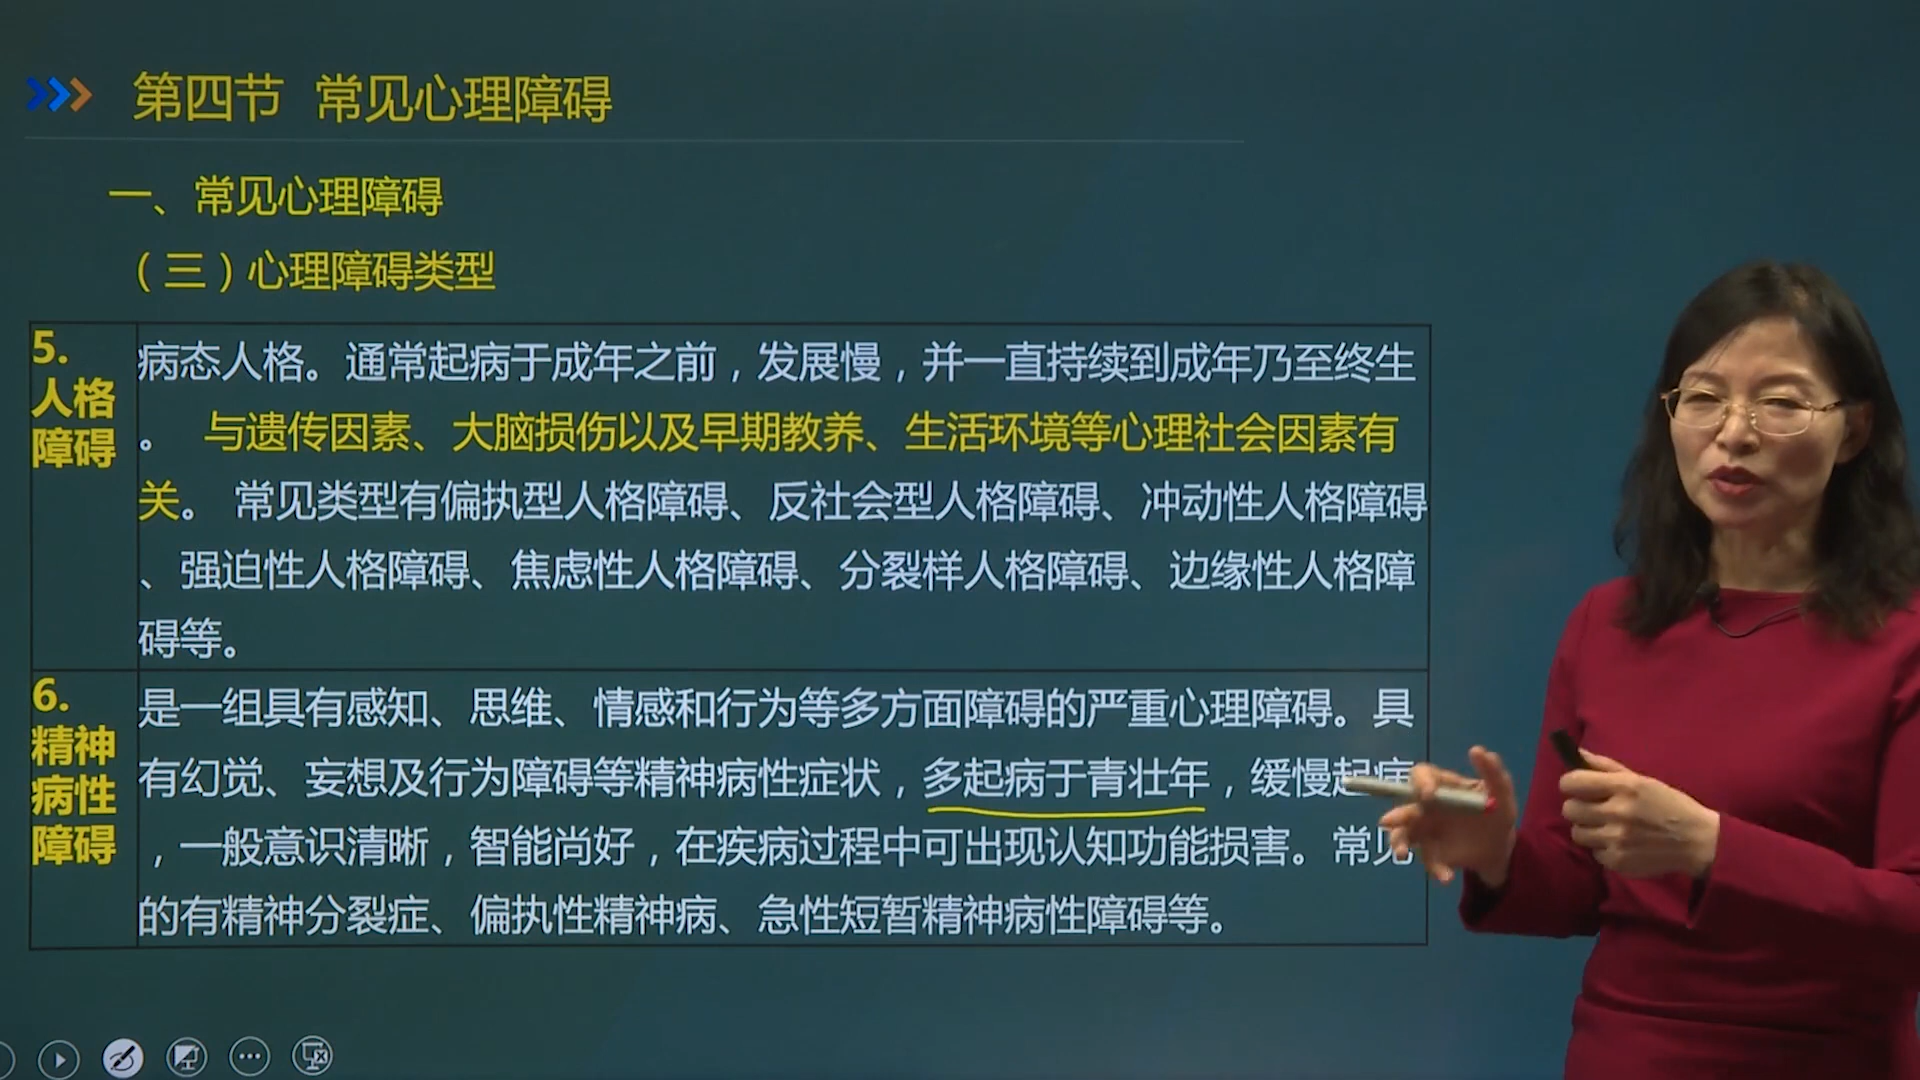 第四节 常见心理障碍
一、常见心理障碍
（三）心理障碍类型
5.
人格
障碍
病态人格。通常起病于成年之前，发展慢，并一直持续到成年乃至终生
。 与遗传因素、大脑损伤以及早期教养、生活环境等心理社会因素有
关。 常见类型有偏执型人格障碍、反社会型人格障碍、冲动性人格障碍
、强迫性人格障碍、焦虑性人格障碍、分裂样人格障碍、边缘性人格障
碍等。
6.
精神
病性
障碍
是一组具有感知、思维、情感和行为等多方面障碍的严重心理障碍。具
有幻觉、妄想及行为障碍等精神病性症状，多起病于青壮年，缓慢起病
，一般意识清晰，智能尚好，在疾病过程中可出现认知功能损害。常见
的有精神分裂症、偏执性精神病、急性短暂精神病性障碍等。